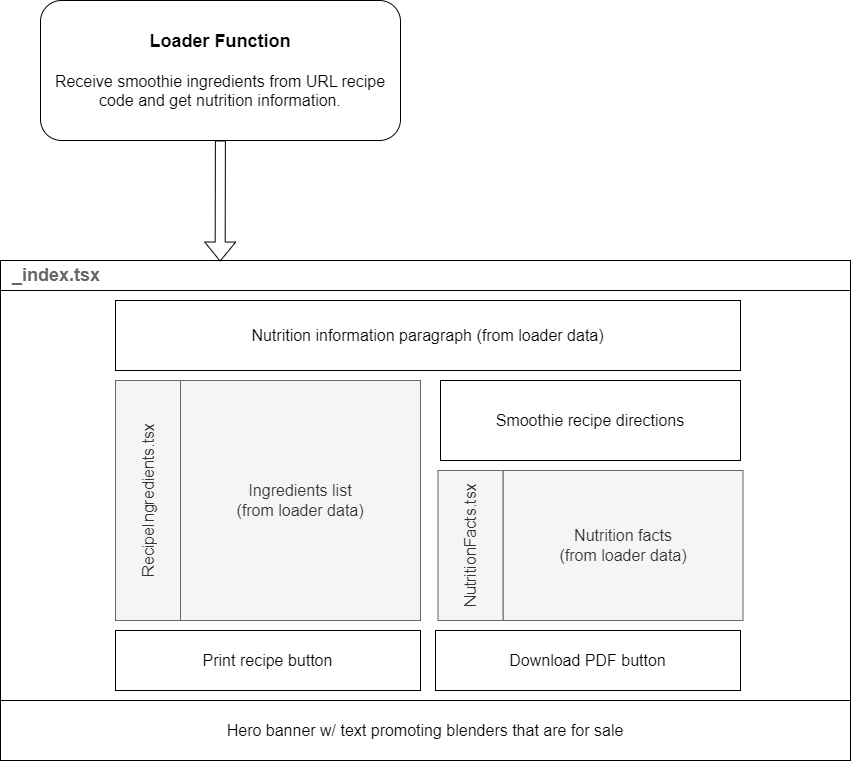 Loader Function
Receive smoothie ingredients from URL recipe
code and get nutrition information.
_index.tsx
Nutrition information paragraph (from loader data)
RecipeIngredients.tsx
Ingredients list
(from loader data)
Smoothie recipe directions
NutritionFacts.tsx
Nutrition facts
(from loader data)
Print recipe button
Download PDF button
Hero banner w/ text promoting blenders that are for sale